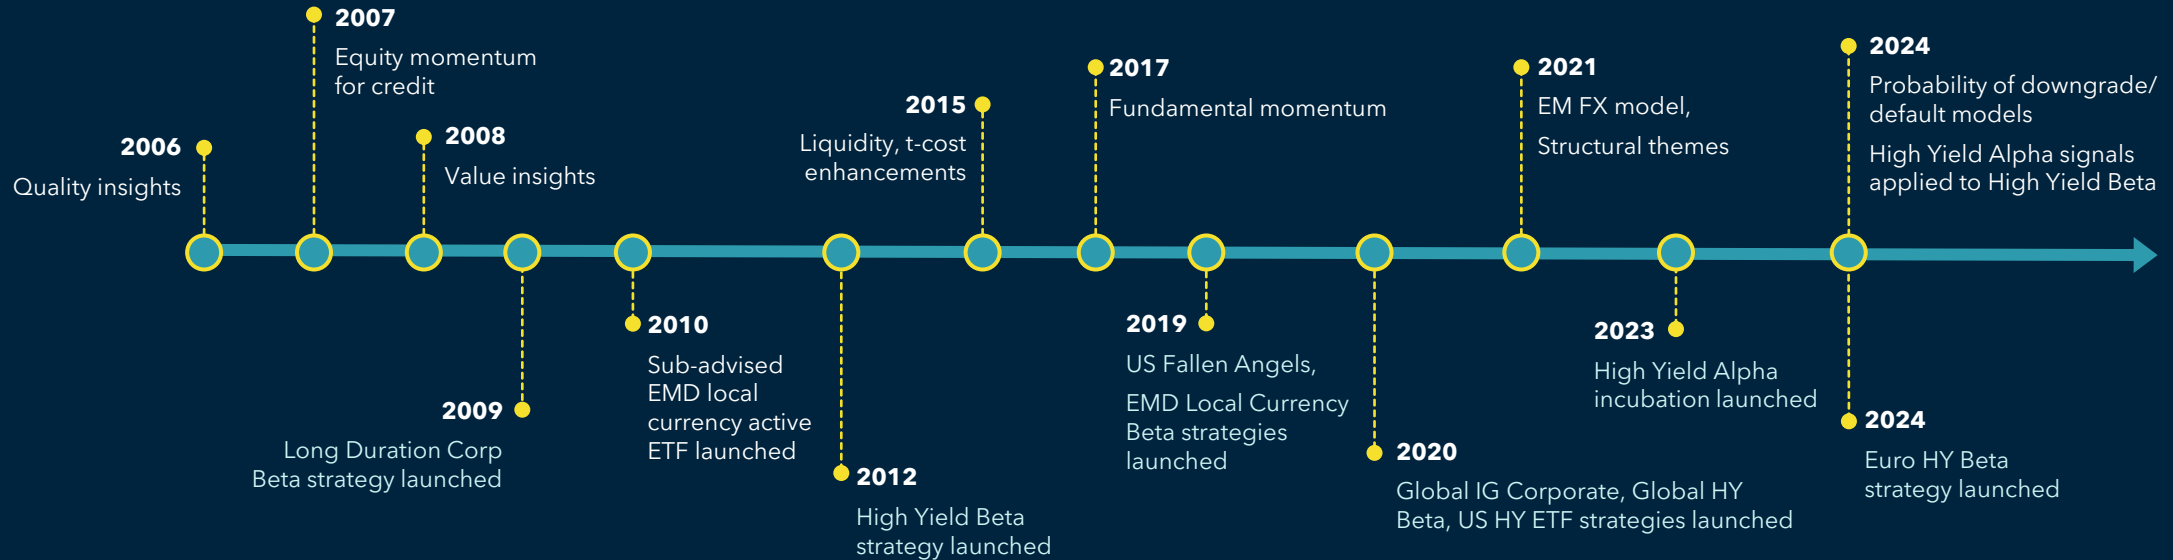 2006
Quality insights
2007
Equity momentum
for credit
2008
Value insights
2009
Long Duration Corp
Beta strategy launched
2010
Sub-advised
EMD local
currency active
ETF launched
2012
High Yield Beta
strategy launched
2015
Liquidity, t-cost
enhancements
2017
Fundamental momentum
2019
US Fallen Angels,
EMD Local Currency
Beta strategies
launched
2020
Global IG Corporate, Global HY
Beta, US HY ETF strategies launched
2021
EM FX model,
Structural themes
2023
High Yield Alpha
incubation launched
2024
Probability of downgrade/
default models
High Yield Alpha signals
applied to High Yield Beta
2024
Euro HY Beta
strategy launched